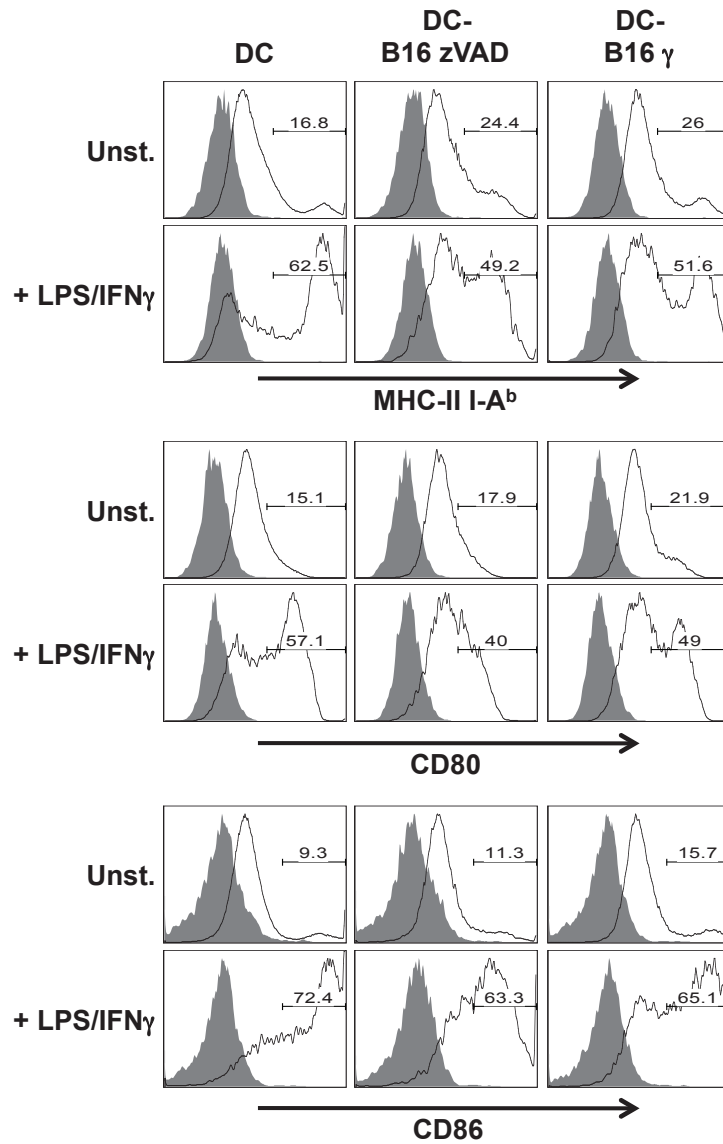 DC
DC-
B16 zVAD
DC-
B16 γ
Unst.
16.8
24.4
26
+ LPS/IFNγ
62.5
49.2
51.6
MHC-II I-Aᵇ
Unst.
15.1
17.9
21.9
+ LPS/IFNγ
57.1
40
49
CD80
Unst.
9.3
11.3
15.7
+ LPS/IFNγ
72.4
63.3
65.1
CD86